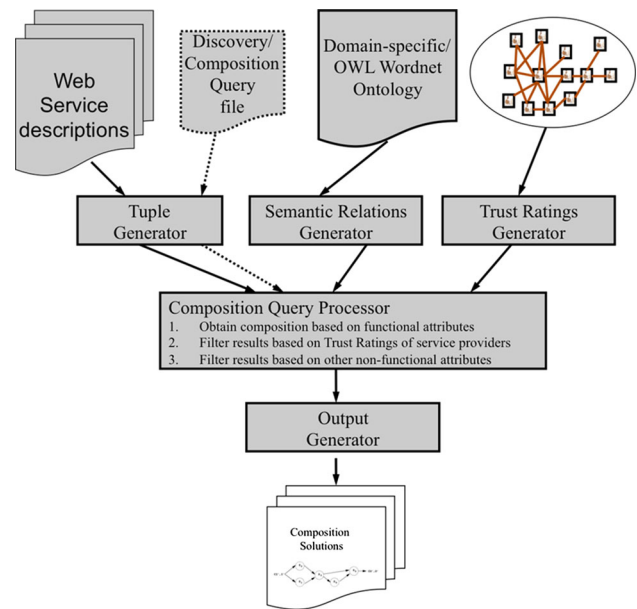 Web
Service
descriptions
Discovery/
Composition
Query
file
Domain-specific/
OWL Wordnet
Ontology
Tuple
Generator
Semantic Relations
Generator
Trust Ratings
Generator
Composition Query Processor
1. Obtain composition based on functional attributes
2. Filter results based on Trust Ratings of service providers
3. Filter results based on other non-functional attributes
Output
Generator
Composition
Solutions